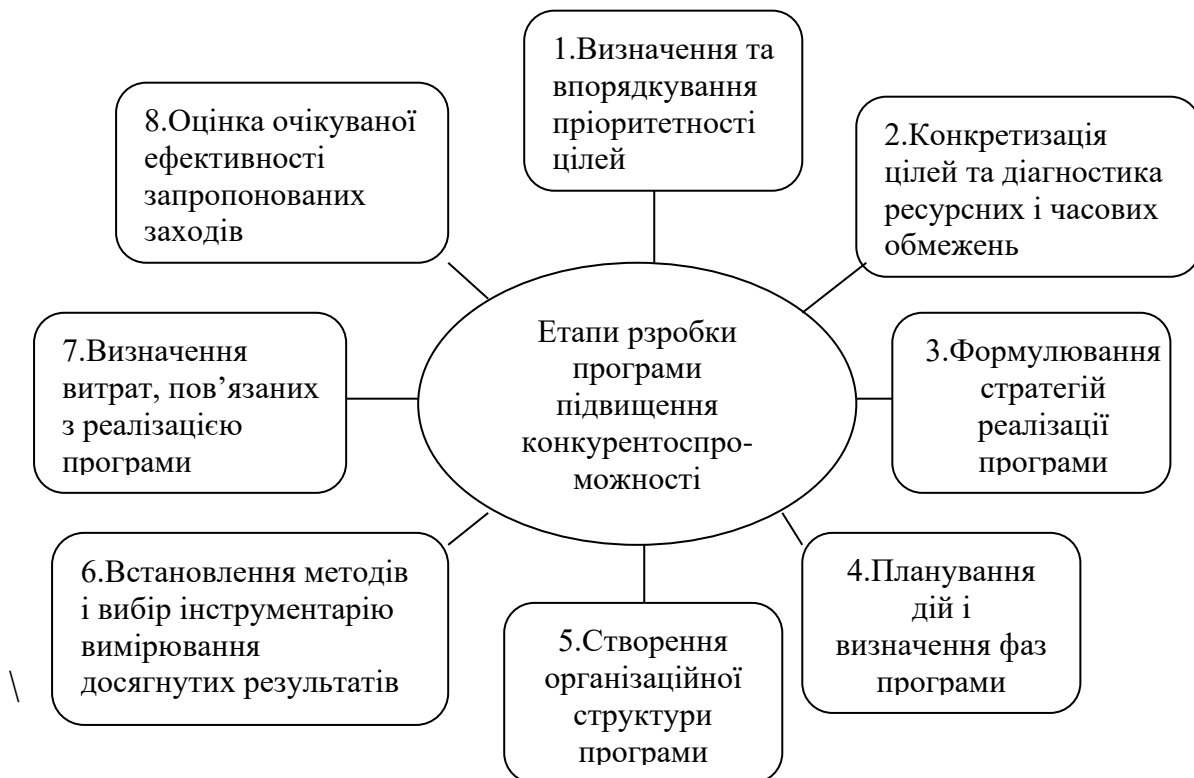 1.Визначення та
впорядкування
пріоритетності
цілей
2.Конкретизація
цілей та діагностика
ресурсних і часових
обмежень
3.Формулювання
стратегій
реалізації
програми
4.Планування
дій і
визначення фаз
програми
5.Створення
організаційної
структури
програми
6.Встановлення методів
і вибір інструментарію
вимірювання
досягнутих результатів
7.Визначення
витрат, пов’язаних
з реалізацією
програми
8.Оцінка очікуваної
ефективності
запропонованих
заходів
Етапи рзробки
програми
підвищення
конкурентоспро-
можності
\